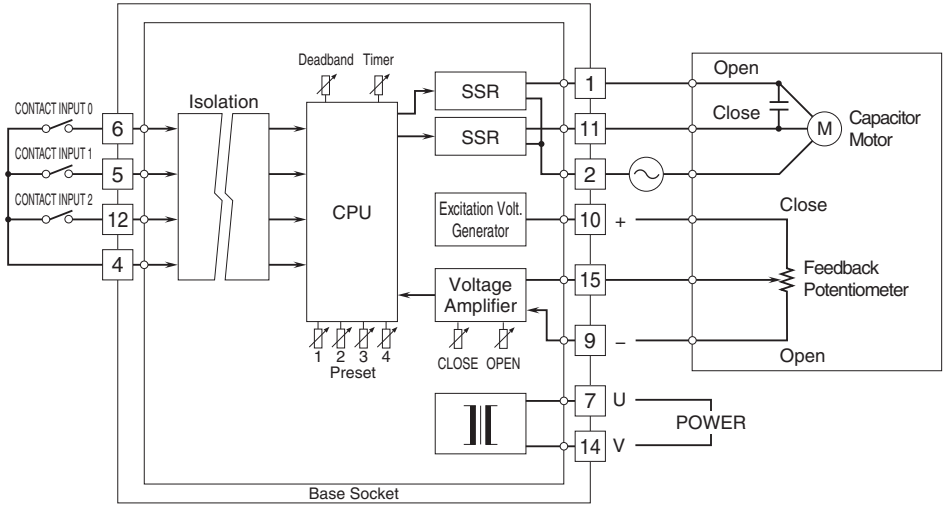 Deadband Timer
Isolation
CONTACT INPUT 0
6
CONTACT INPUT 1
5
CONTACT INPUT 2
12
4
CPU
1 2 3 4
Preset
SSR
SSR
Excitation Volt.
Generator
Voltage
Amplifier
CLOSE OPEN
1
11
2
10 +
15
9 –
7 U
14 V
POWER
Open
Close
M
Capacitor
Motor
Close
Feedback
Potentiometer
Open
Base Socket